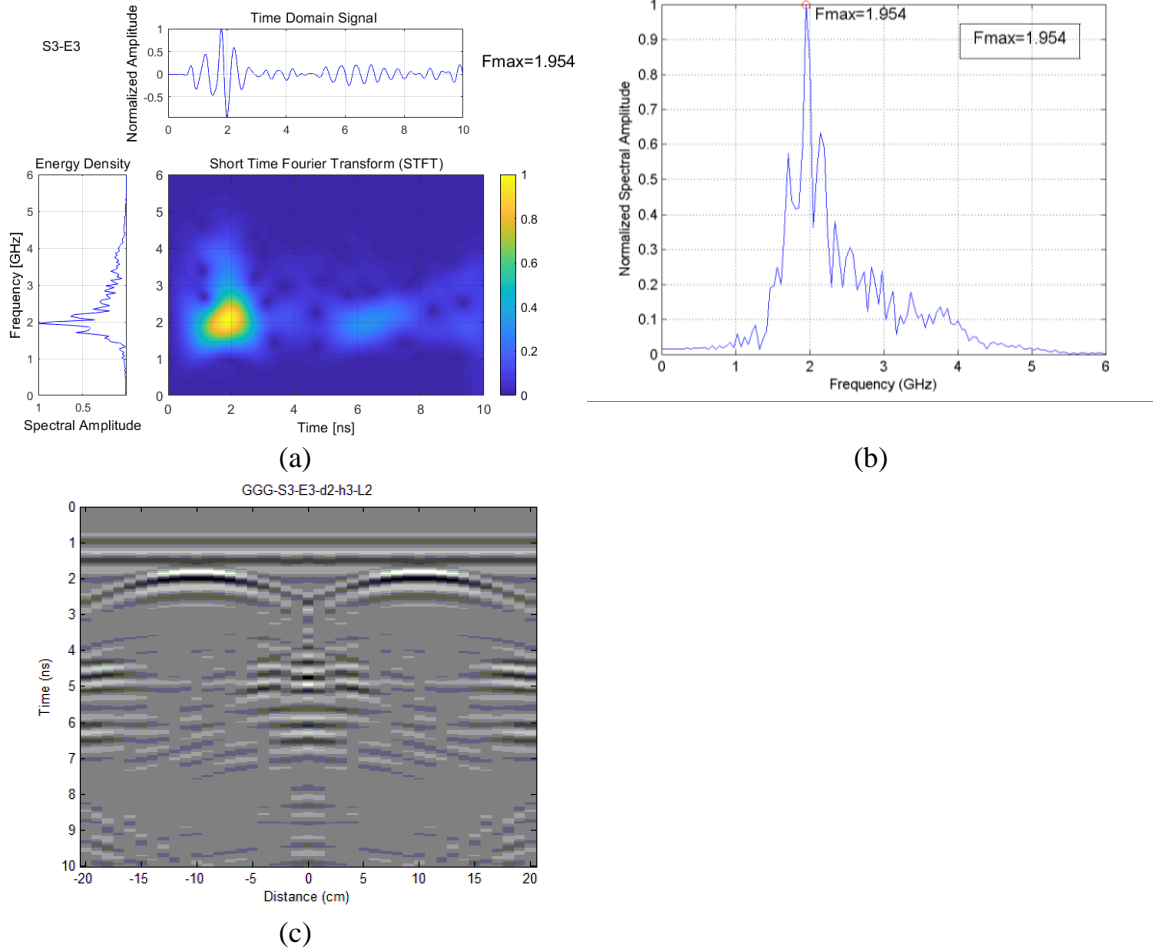 S3-E3
Time Domain Signal
Normalized Amplitude
1
0.5
0
-0.5
0 2 4 6 8 10
Fmax=1.954
Energy Density
Frequency [GHz]
6
5
4
3
2
1
0
1 0.5
Spectral Amplitude
Short Time Fourier Transform (STFT)
0 2 4 6 8 10
Time [ns]
1
0.8
0.6
0.4
0.2
0
(a)
Fmax=1.954
Fmax=1.954
Normalized Spectral Amplitude
1
0.9
0.8
0.7
0.6
0.5
0.4
0.3
0.2
0.1
0
0 1 2 3 4 5 6
Frequency (GHz)
(b)
GGG-S3-E3-d2-h3-L2
Time (ns)
0
1
2
3
4
5
6
7
8
9
10
-20 -15 -10 -5 0 5 10 15 20
Distance (cm)
(c)